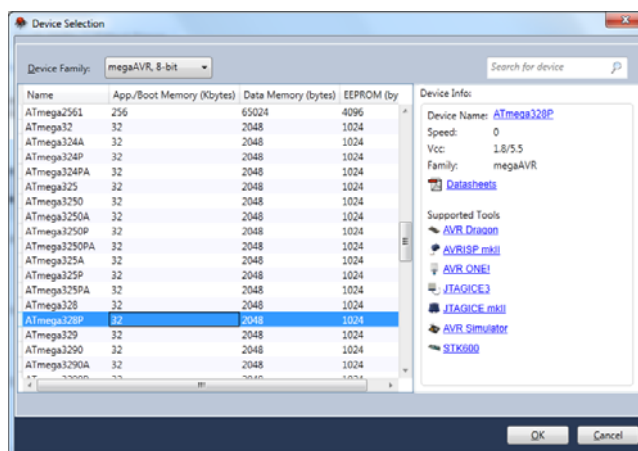 Device Selection
Device Family: megaAVR, 8-bit Search for device
Name App./Boot Memory (Kbytes) Data Memory (bytes) EEPROM (by
ATmega2561 256 65024 4096
ATmega32 32 2048 1024
ATmega324A 32 2048 1024
ATmega324P 32 2048 1024
ATmega324PA 32 2048 1024
ATmega325 32 2048 1024
ATmega3250 32 2048 1024
ATmega3250A 32 2048 1024
ATmega3250P 32 2048 1024
ATmega3250PA 32 2048 1024
ATmega325A 32 2048 1024
ATmega325P 32 2048 1024
ATmega325PA 32 2048 1024
ATmega328 32 2048 1024
ATmega328P 32 2048 1024
ATmega329 32 2048 1024
ATmega3290 32 2048 1024
ATmega3290A 32 2048 1024
Device Info:
Device Name: ATmega328P
Speed: 0
Vcc: 1.8/5.5
Family: megaAVR
Datasheets
Supported Tools
AVR Dragon
AVRISP mkII
AVR ONE!
JTAGICE3
JTAGICE mkII
AVR Simulator
STK600
OK Cancel